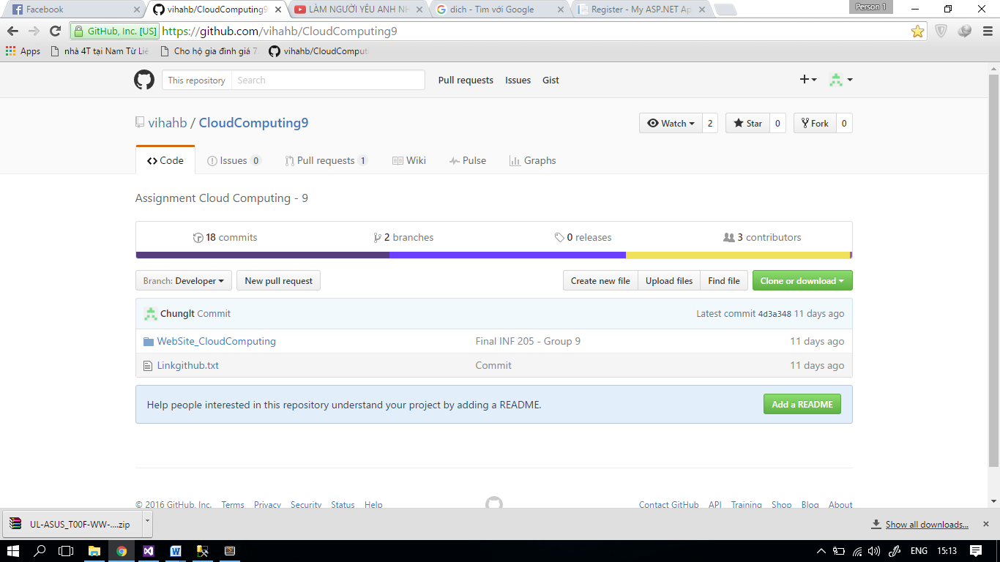 Facebook
vihahb/CloudComputing9
LÀM NGƯỜI YÊU ANH NH
dich - Tìm với Google
Register - My ASP.NET Ap
Person 1
GitHub, Inc. [US] https://github.com/vihahb/CloudComputing9
Apps nhà 4T tại Nam Từ Liê Cho hộ gia đình giá 7. vihahb/CloudComputi
This repository Search Pull requests Issues Gist
vihahb / CloudComputing9 Watch 2 Star 0 Fork 0
Code Issues 0 Pull requests 1 Wiki Pulse Graphs
Assignment Cloud Computing - 9
18 commits 2 branches 0 releases 3 contributors
Branch: Developer New pull request Create new file Upload files Find file Clone or download
Chunglt Commit Latest commit 4d3a348 11 days ago
WebSite_CloudComputing Final INF 205 - Group 9 11 days ago
Linkgithub.txt Commit 11 days ago
Help people interested in this repository understand your project by adding a README. Add a README
© 2016 GitHub, Inc. Terms Privacy Security Status Help Contact GitHub API Training Shop Blog About
UL-ASUS_T00F-WW-....zip Show all downloads...
ENG 15:13